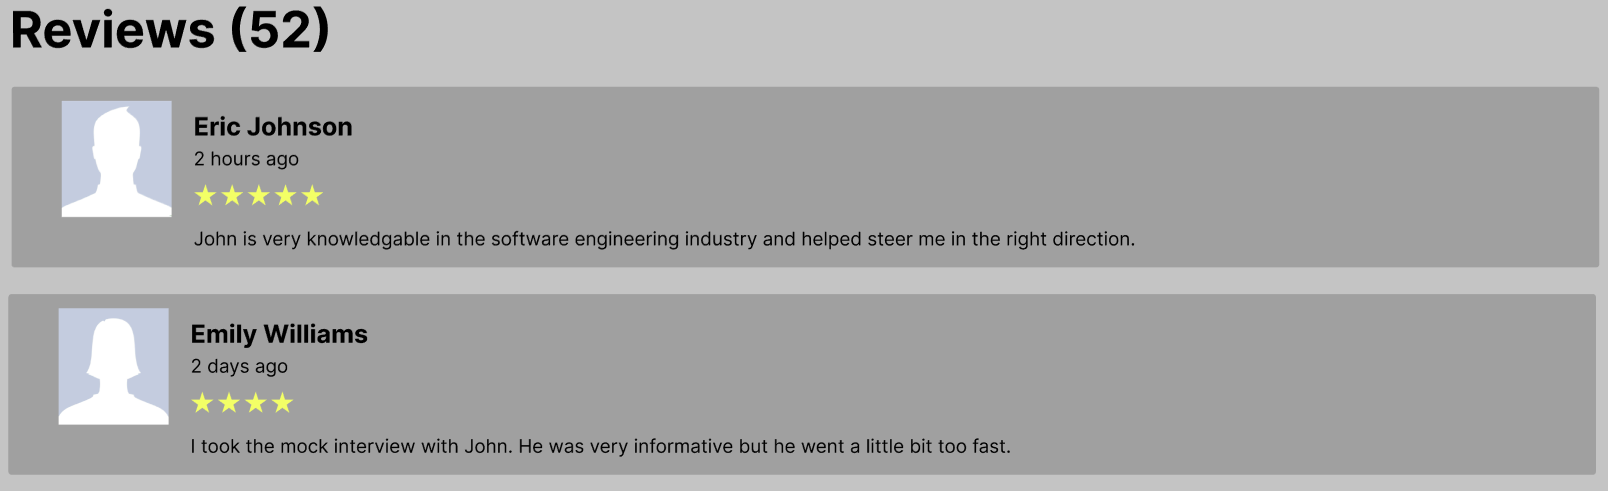 Reviews (52)
Eric Johnson
2 hours ago
★★★★★
John is very knowledgable in the software engineering industry and helped steer me in the right direction.
Emily Williams
2 days ago
★★★★
I took the mock interview with John. He was very informative but he went a little bit too fast.